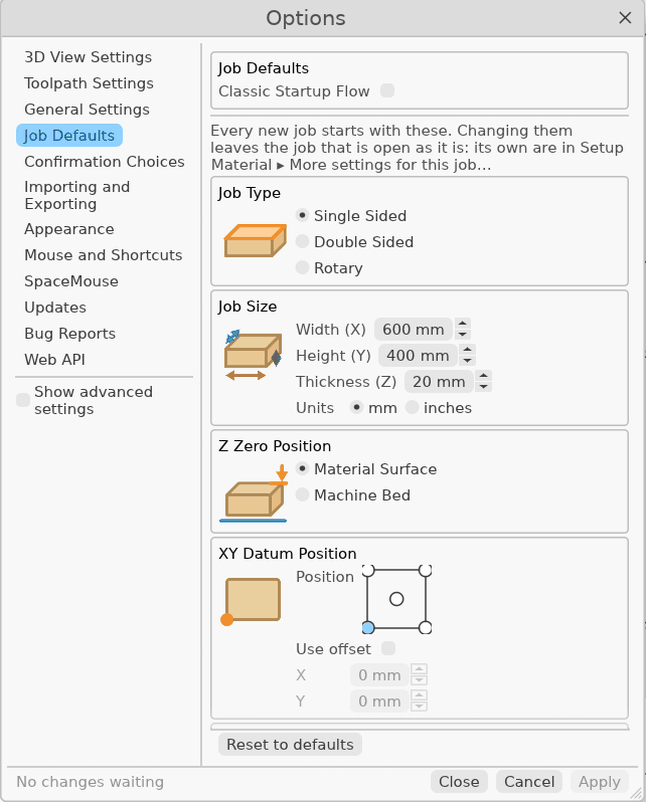 Options
3D View Settings
Toolpath Settings
General Settings
Job Defaults
Confirmation Choices
Importing and
Exporting
Appearance
Mouse and Shortcuts
SpaceMouse
Updates
Bug Reports
Web API
Show advanced
settings
Job Defaults
Classic Startup Flow
Every new job starts with these. Changing them
leaves the job that is open as it is: its own are in Setup
Material ▸ More settings for this job...
Job Type
Single Sided
Double Sided
Rotary
Job Size
Width (X) 600 mm
Height (Y) 400 mm
Thickness (Z) 20 mm
Units mm inches
Z Zero Position
Material Surface
Machine Bed
XY Datum Position
Position
Use offset
X 0 mm
Y 0 mm
Reset to defaults
No changes waiting
Close Cancel Apply